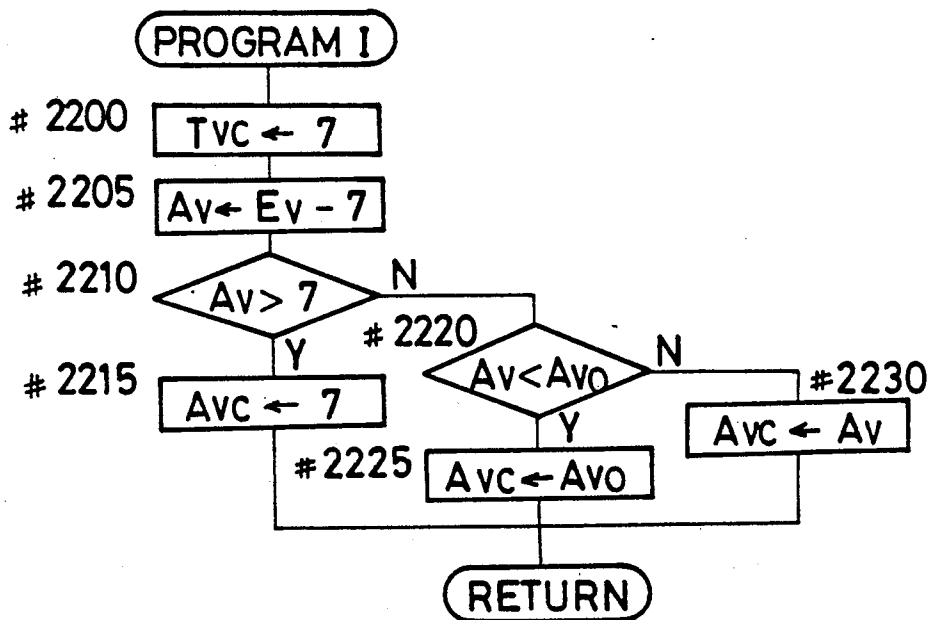 PROGRAM I
# 2200
Tvc ← 7
# 2205
Av ← Ev - 7
# 2210
Av > 7
N
Y
# 2215
Avc ← 7
# 2220
Av < Avo
N
Y
# 2225
Avc ← Avo
# 2230
Avc ← Av
RETURN